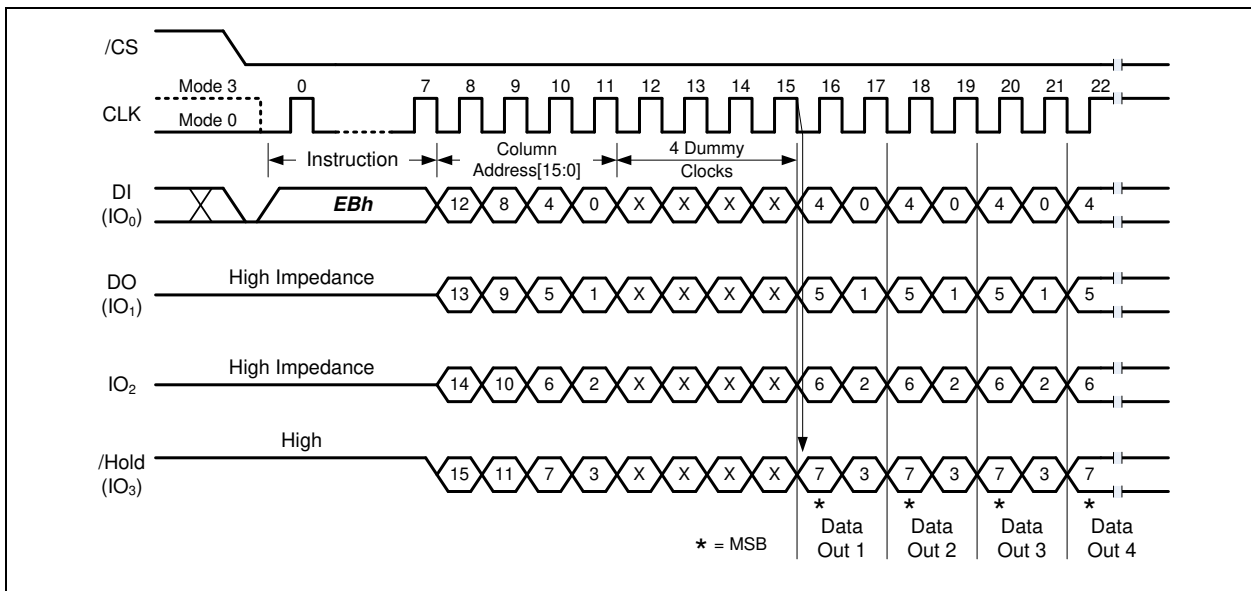 /CS
Mode 3
0 7 8 9 10 11 12 13 14 15 16 17 18 19 20 21 22
CLK
Mode 0
Instruction
Column
Address[15:0]
4 Dummy
Clocks
DI
(IO0)
EBh
12 8 4 0 X X X X 4 0 4 0 4 0 4
High Impedance
DO
(IO1)
13 9 5 1 X X X X 5 1 5 1 5 1 5
High Impedance
IO2
14 10 6 2 X X X X 6 2 6 2 6 2 6
High
/Hold
(IO3)
15 11 7 3 X X X X 7 3 7 3 7 3 7
* * * *
* = MSB
Data
Out 1
Data
Out 2
Data
Out 3
Data
Out 4